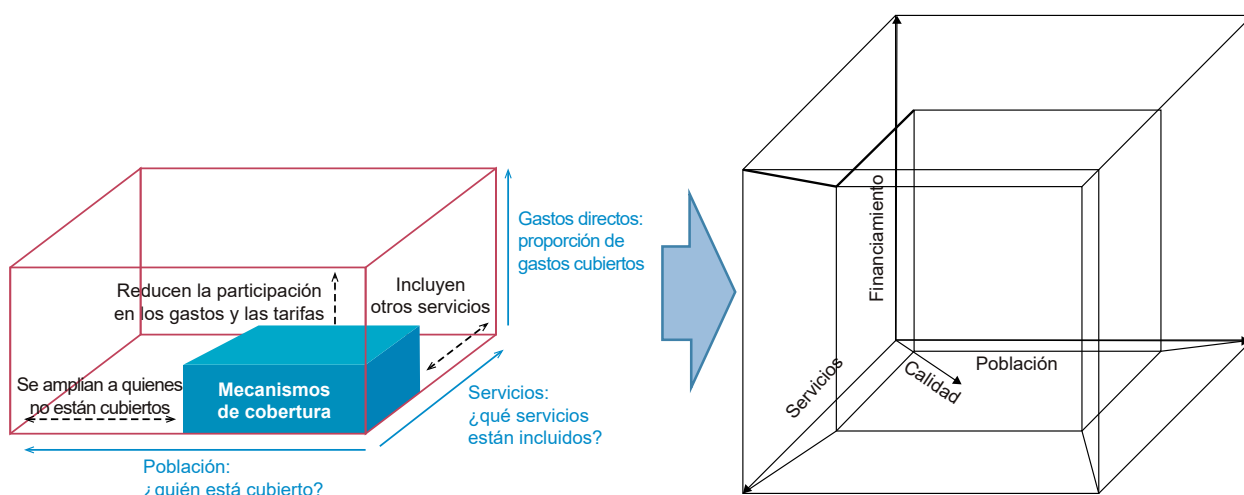 Gastos directos:
proporción de
gastos cubiertos
Incluyen
otros servicios
Reducen la participación
en los gastos y las tarifas
Se amplian a quienes
no están cubiertos
Mecanismos
de cobertura
Servicios:
¿qué servicios
están incluidos?
Población:
¿quién está cubierto?
Financiamiento
Servicios
Calidad
Población